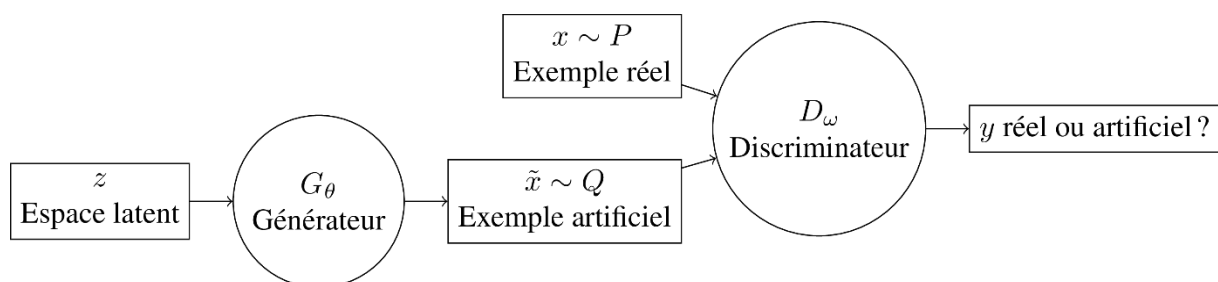 z
Espace latent
G_θ
Générateur
x ∼ P
Exemple réel
x̃ ∼ Q
Exemple artificiel
D_ω
Discriminateur
y réel ou artificiel ?